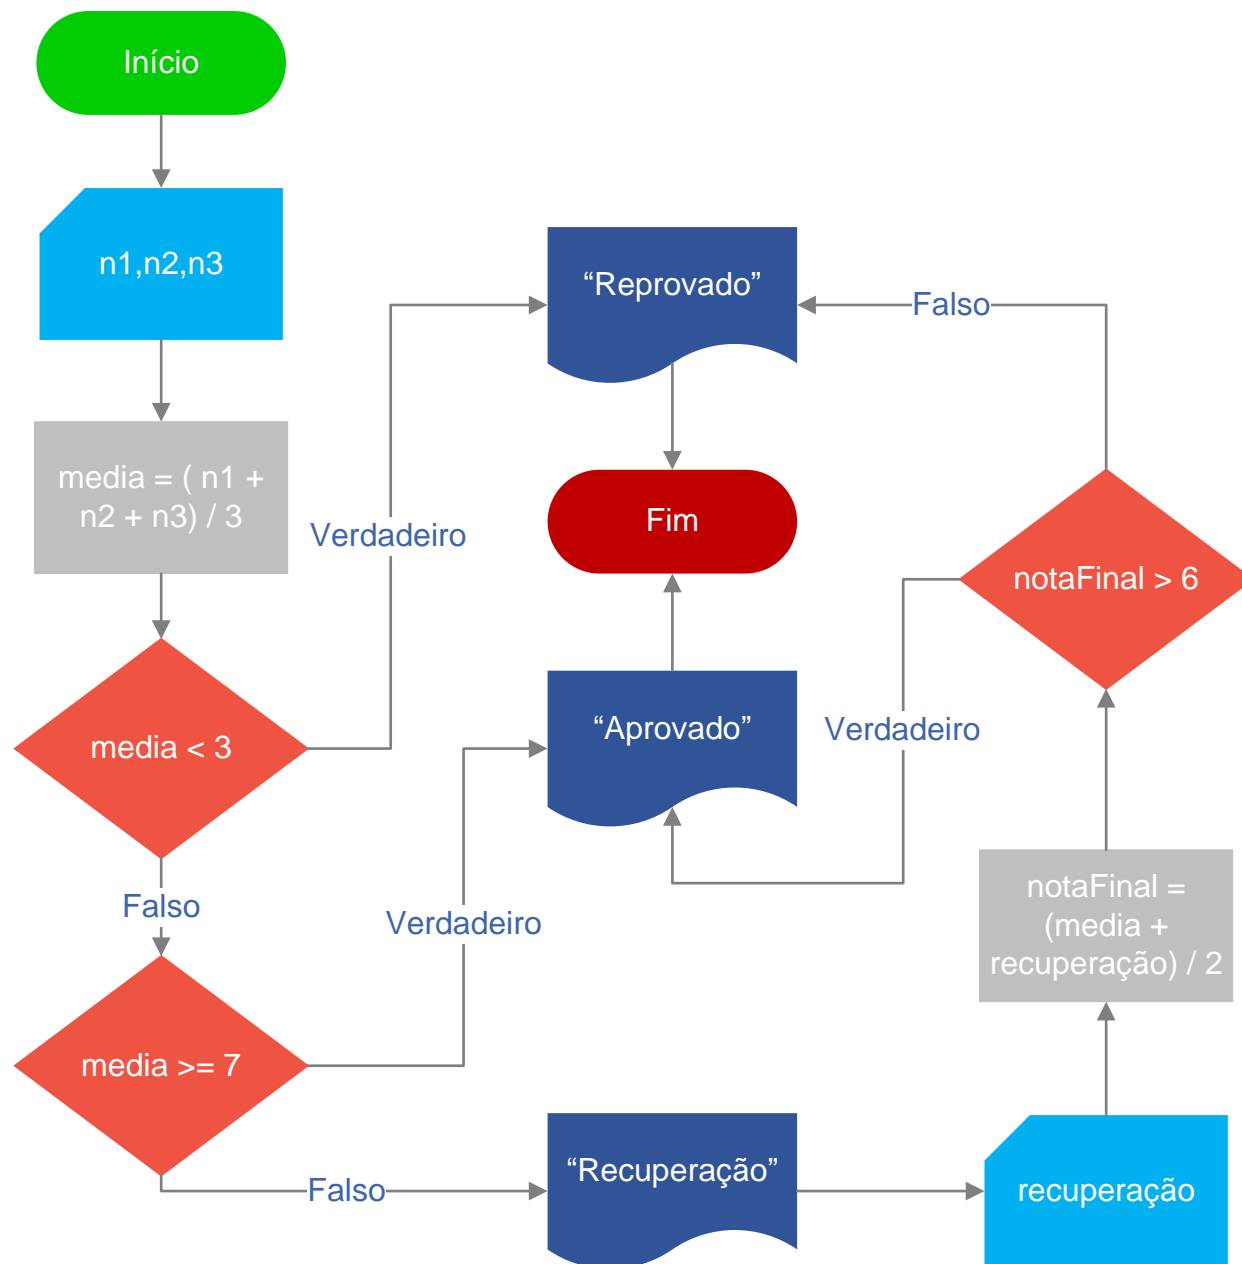 Início
n1,n2,n3
media = ( n1 +
n2 + n3) / 3
media < 3
Verdadeiro
“Reprovado”
Fim
Falso
media >= 7
Verdadeiro
“Aprovado”
Falso
“Recuperação”
recuperação
notaFinal =
(media +
recuperação) / 2
notaFinal > 6
Verdadeiro
Falso